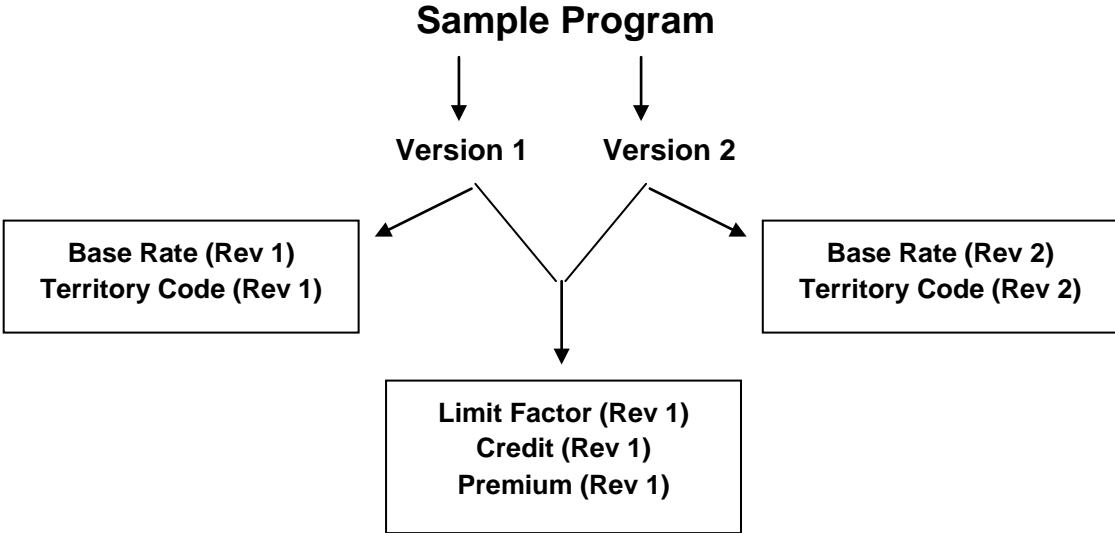 Sample Program
Version 1
Version 2
Base Rate (Rev 1)
Territory Code (Rev 1)
Base Rate (Rev 2)
Territory Code (Rev 2)
Limit Factor (Rev 1)
Credit (Rev 1)
Premium (Rev 1)